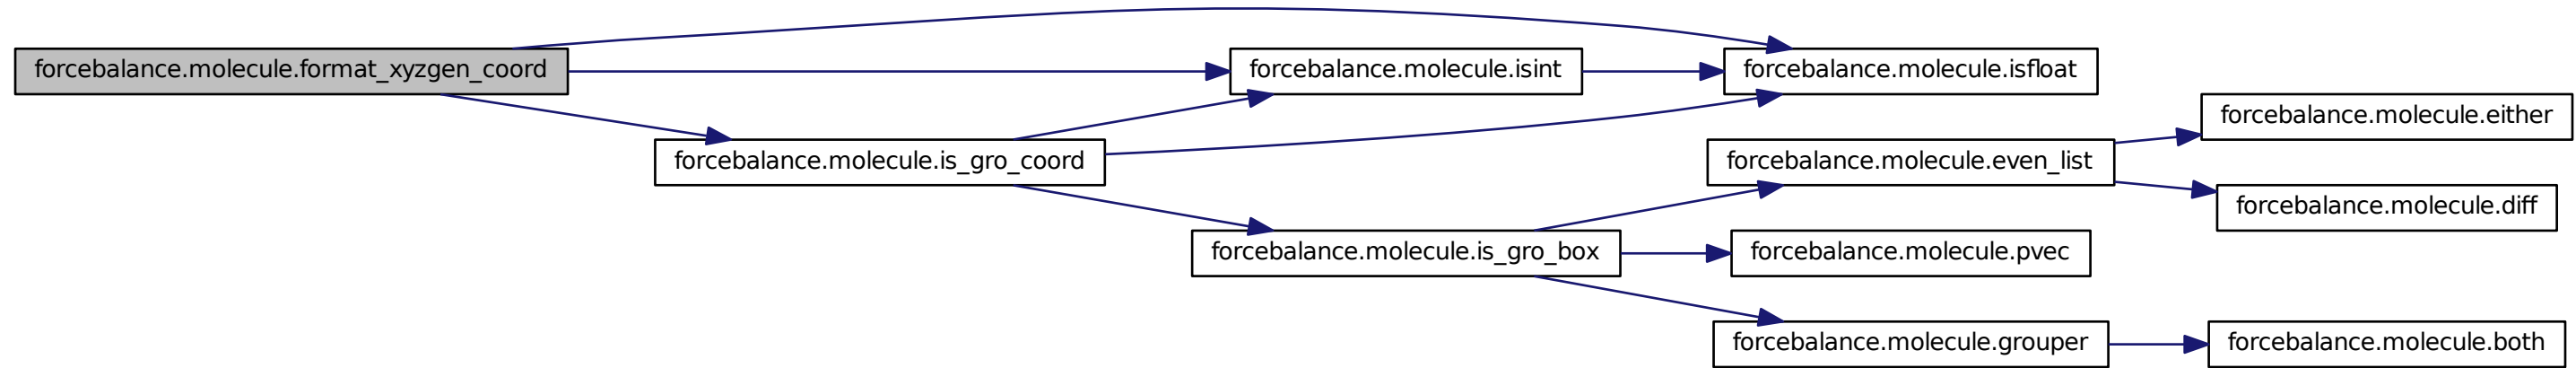 forcebalance.molecule.format_xyzgen_coord
forcebalance.molecule.isint
forcebalance.molecule.isfloat
forcebalance.molecule.either
forcebalance.molecule.is_gro_coord
forcebalance.molecule.even_list
forcebalance.molecule.diff
forcebalance.molecule.is_gro_box
forcebalance.molecule.pvec
forcebalance.molecule.grouper
forcebalance.molecule.both